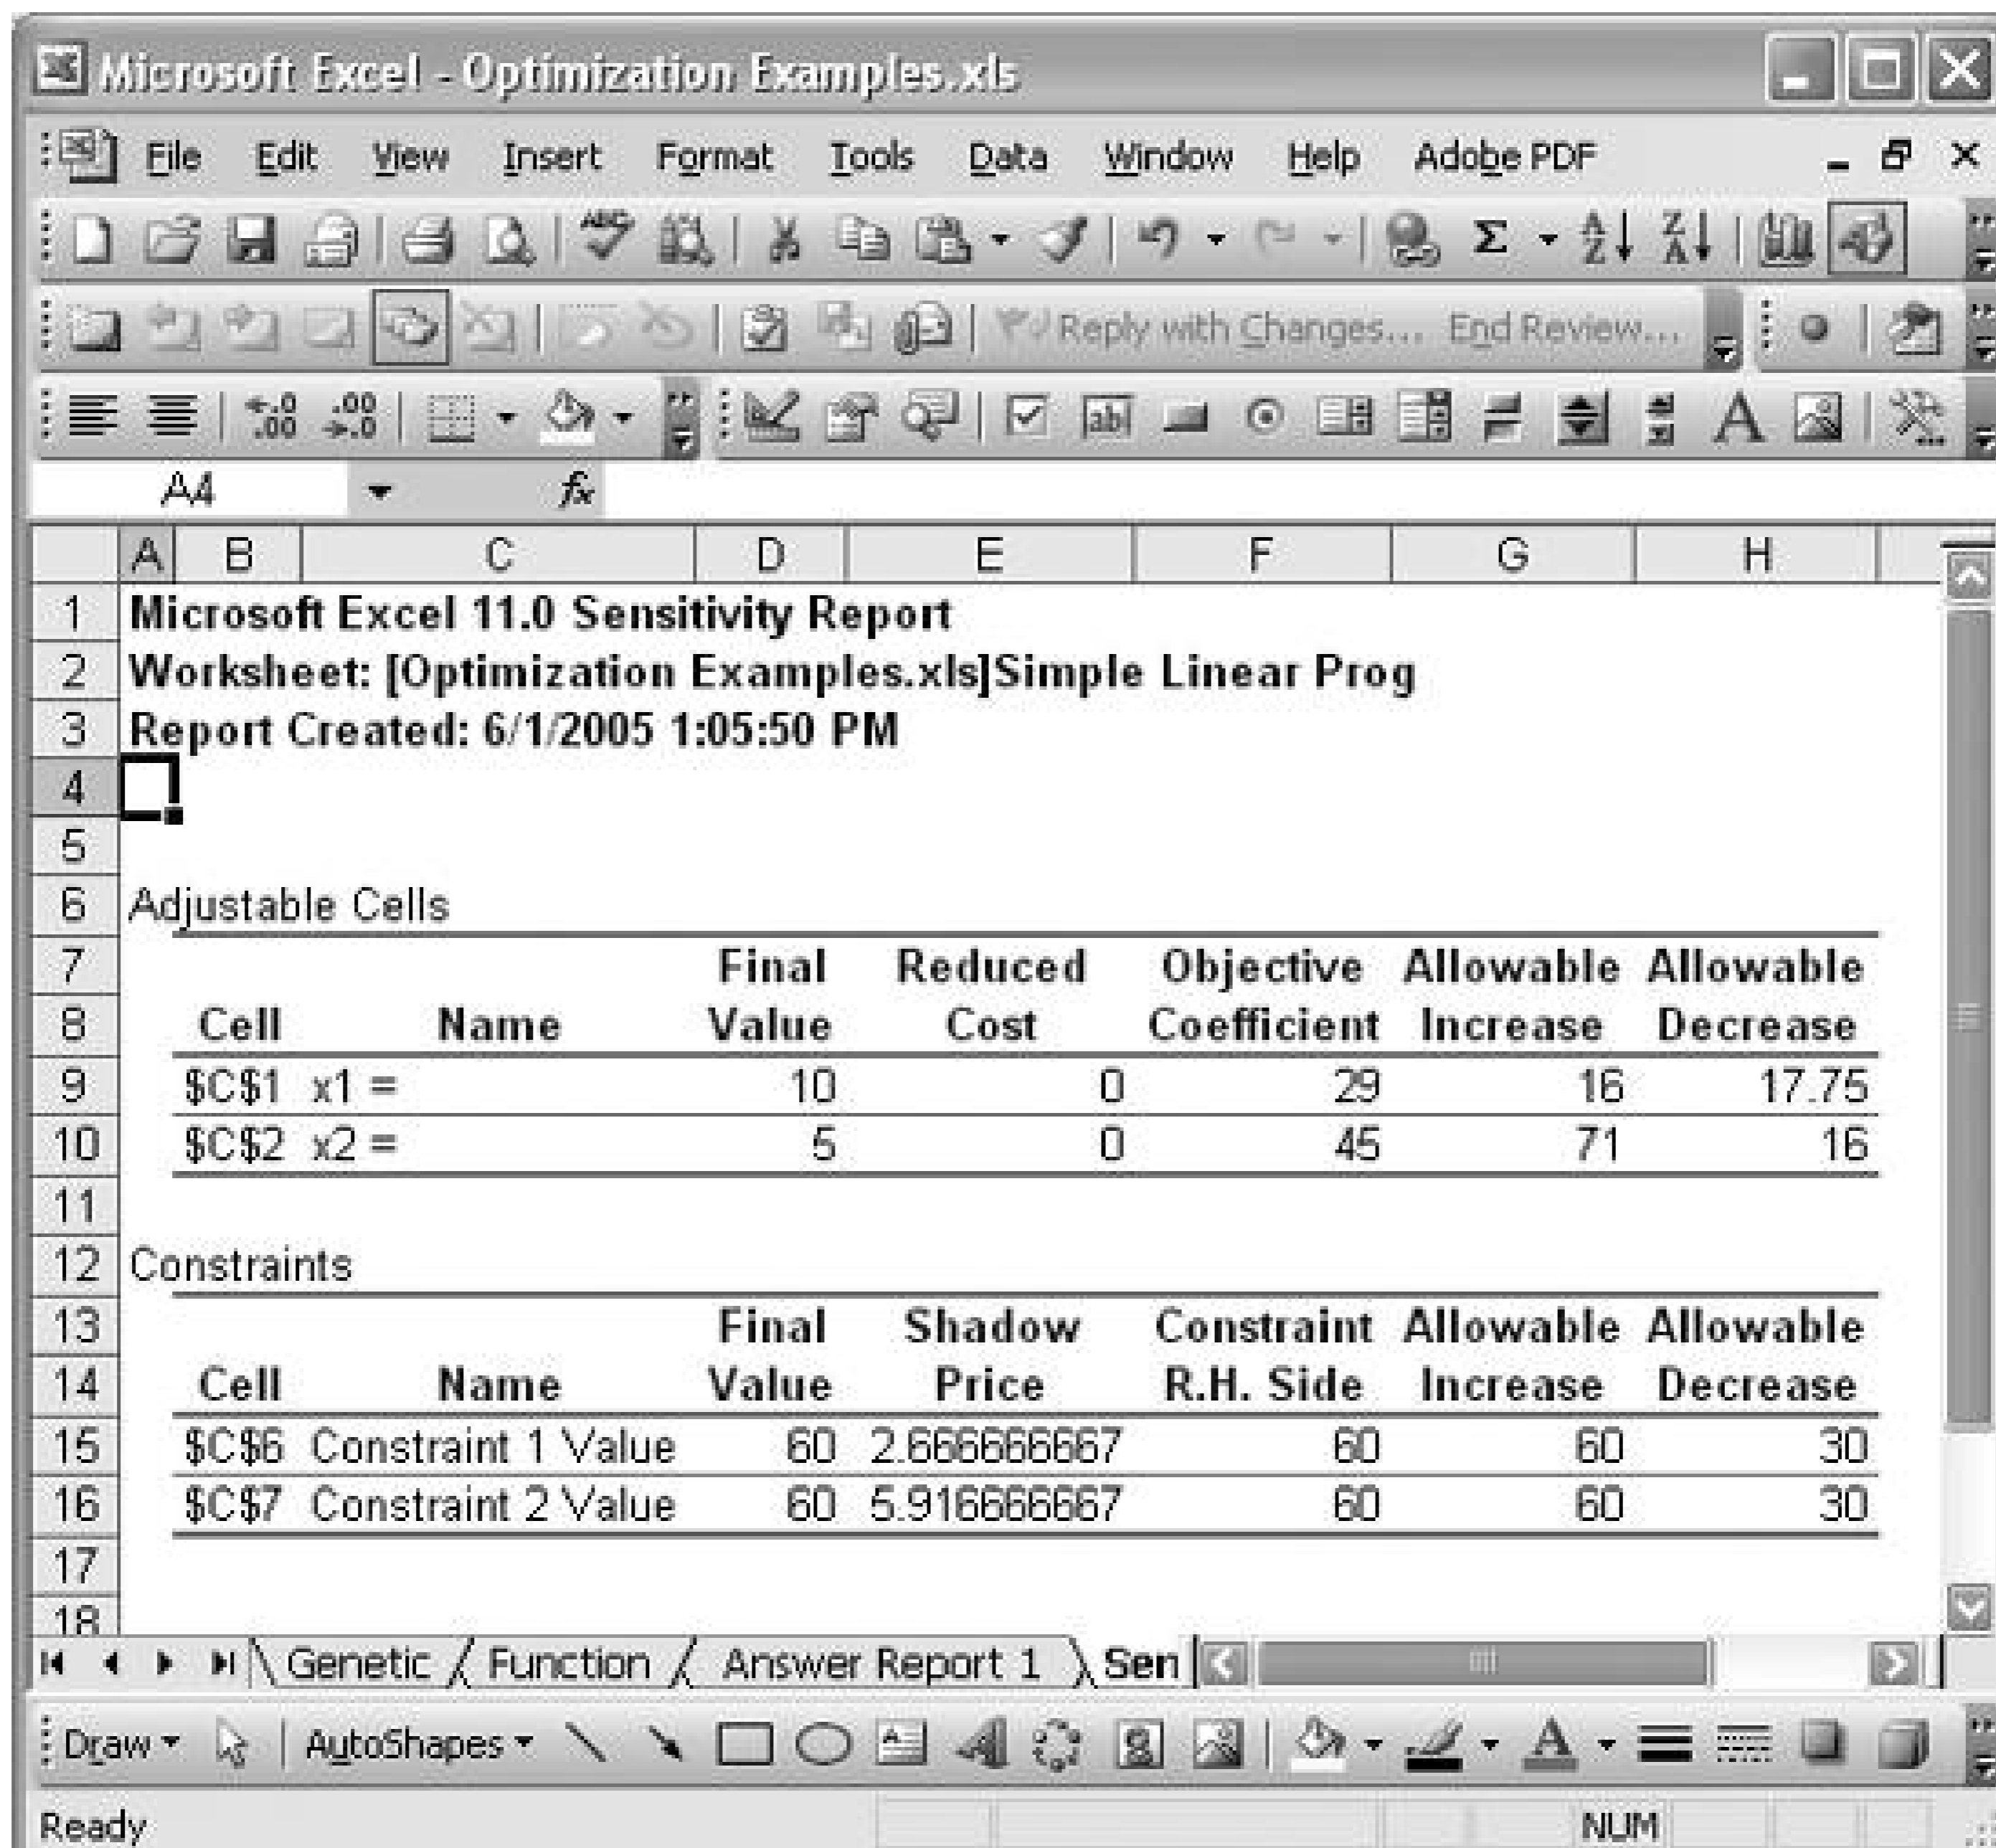 Microsoft Excel - Optimization Examples.xls
File Edit View Insert Format Tools Data Window Help Adobe PDF
Reply with Changes... End Review...
A4 fx
A B C D E F G H
1 Microsoft Excel 11.0 Sensitivity Report
2 Worksheet: [Optimization Examples.xls]Simple Linear Prog
3 Report Created: 6/1/2005 1:05:50 PM
4
5
6 Adjustable Cells
7 Final Reduced Objective Allowable Allowable
8 Cell Name Value Cost Coefficient Increase Decrease
9 $C$1 x1 = 10 0 29 16 17.75
10 $C$2 x2 = 5 0 45 71 16
11
12 Constraints
13 Final Shadow Constraint Allowable Allowable
14 Cell Name Value Price R.H. Side Increase Decrease
15 $C$6 Constraint 1 Value 60 2.666666667 60 60 30
16 $C$7 Constraint 2 Value 60 5.916666667 60 60 30
17
18
Genetic Function Answer Report 1 Sen
Draw AutoShapes
Ready NUM